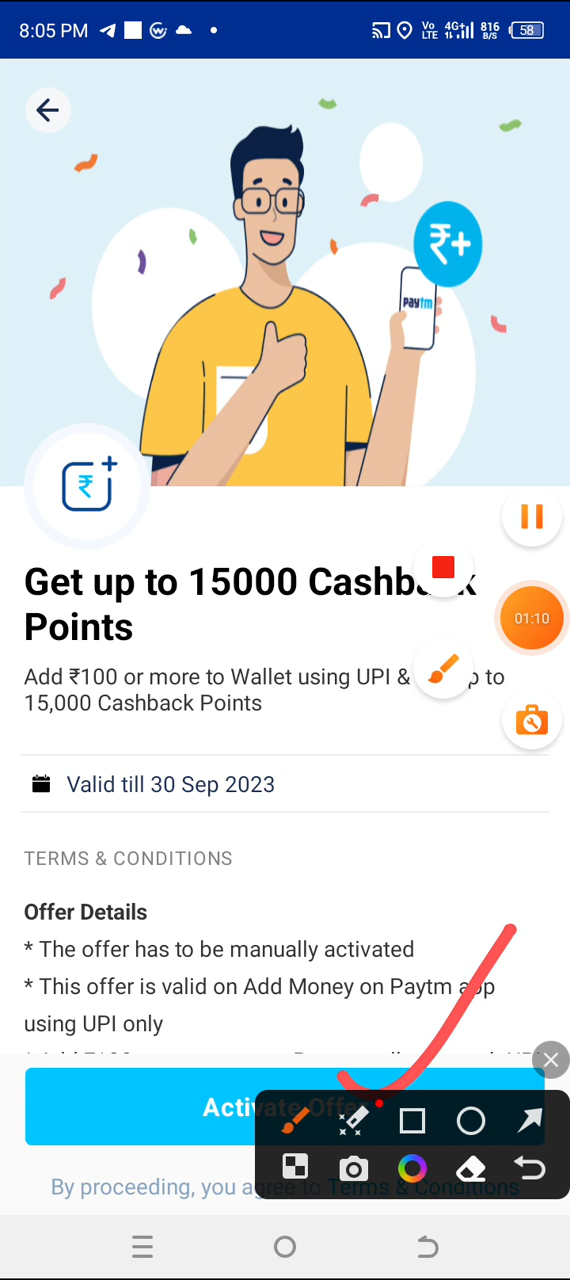 8:05 PM
Vo
LTE
4G+
816
B/S
58
₹+
paytm
₹
Get up to 15000 Cashback
Points
01:10
Add ₹100 or more to Wallet using UPI & p to
15,000 Cashback Points
Valid till 30 Sep 2023
TERMS & CONDITIONS
Offer Details
* The offer has to be manually activated
* This offer is valid on Add Money on Paytm app
using UPI only
Activate Offer
By proceeding, you agree to Terms & Conditions